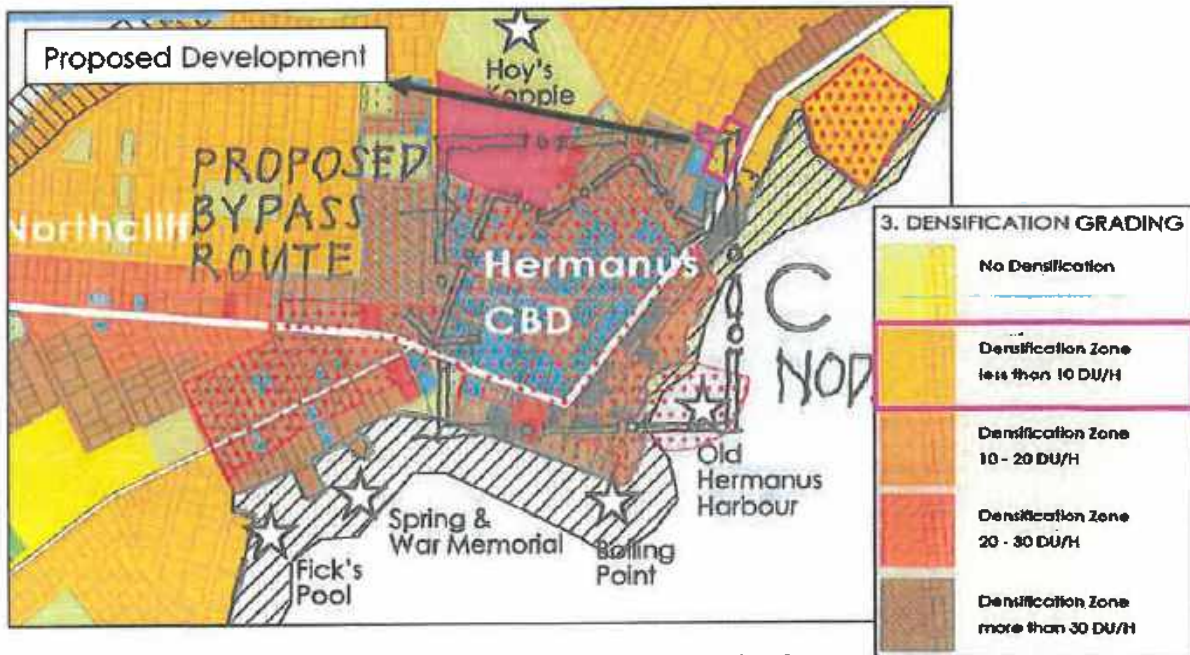 Proposed Development
Hoy's
Koppie
PROPOSED
BYPASS
ROUTE
Northcliff
Hermanus
CBD
C
NOD
Old
Hermanus
Harbour
Spring &
War Memorial
Boiling
Point
Fick's
Pool
3. DENSIFICATION GRADING
No Densification
Densification Zone
less than 10 DU/H
Densification Zone
10 - 20 DU/H
Densification Zone
20 - 30 DU/H
Densification Zone
more than 30 DU/H